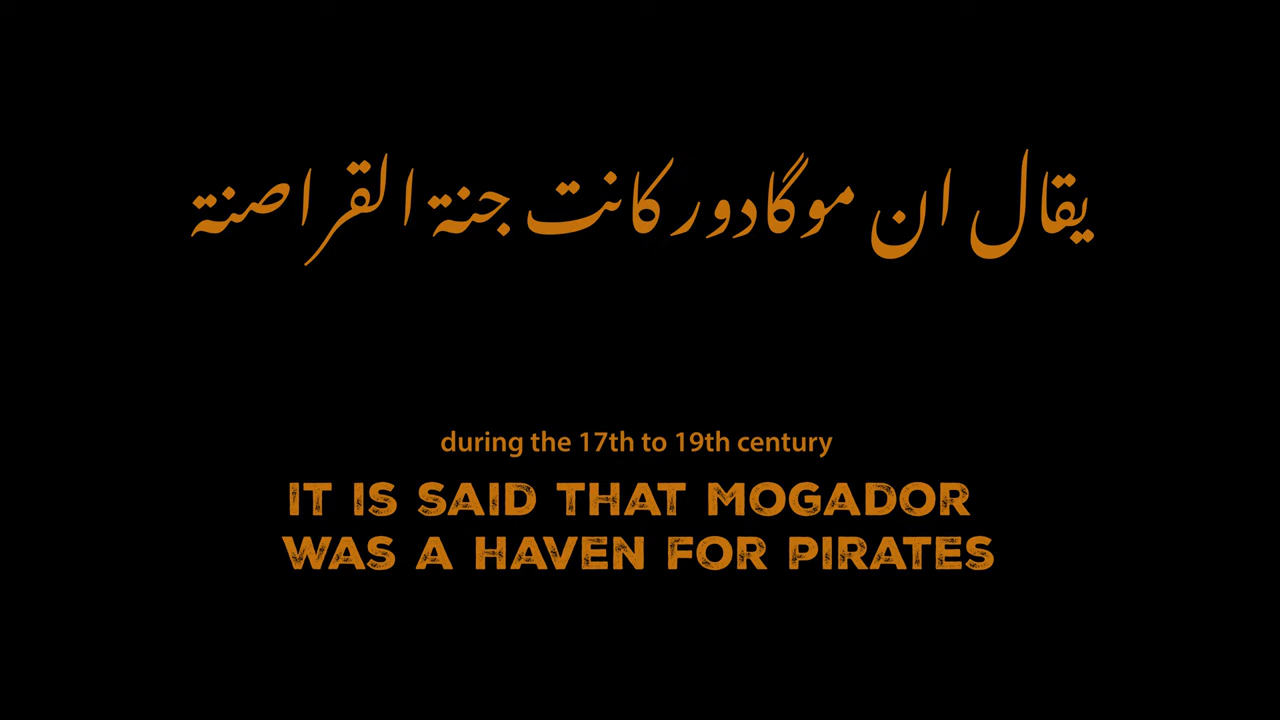 يقال ان موگادور كانت جنة القراصنة
during the 17th to 19th century
IT IS SAID THAT MOGADOR
WAS A HAVEN FOR PIRATES